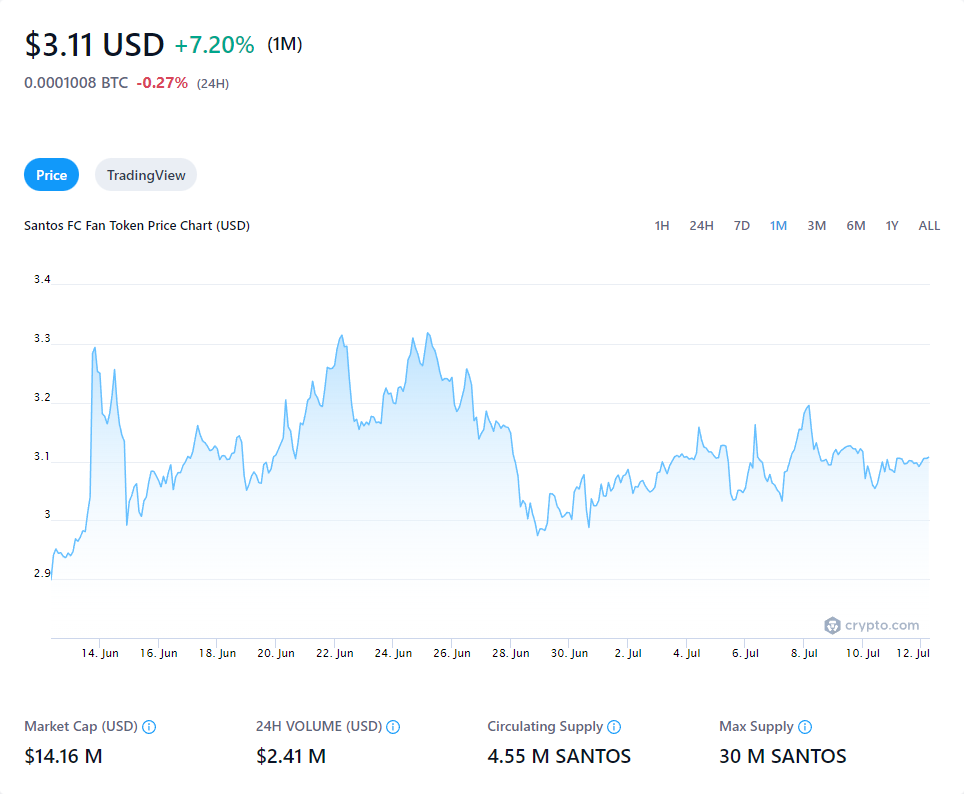 $3.11 USD +7.20% (1M)
0.0001008 BTC -0.27% (24H)
Price TradingView
Santos FC Fan Token Price Chart (USD) 1H 24H 7D 1M 3M 6M 1Y ALL
3.4
3.3
3.2
3.1
3
2.9
crypto.com
14. Jun 16. Jun 18. Jun 20. Jun 22. Jun 24. Jun 26. Jun 28. Jun 30. Jun 2. Jul 4. Jul 6. Jul 8. Jul 10. Jul 12. Jul
Market Cap (USD) 24H VOLUME (USD) Circulating Supply Max Supply
$14.16 M $2.41 M 4.55 M SANTOS 30 M SANTOS